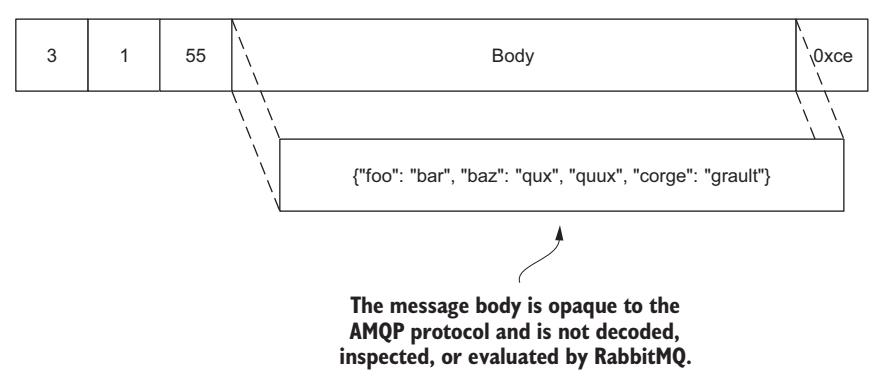 3 1 55 Body 0xce
{"foo": "bar", "baz": "qux", "quux", "corge": "grault"}
The message body is opaque to the
AMQP protocol and is not decoded,
inspected, or evaluated by RabbitMQ.